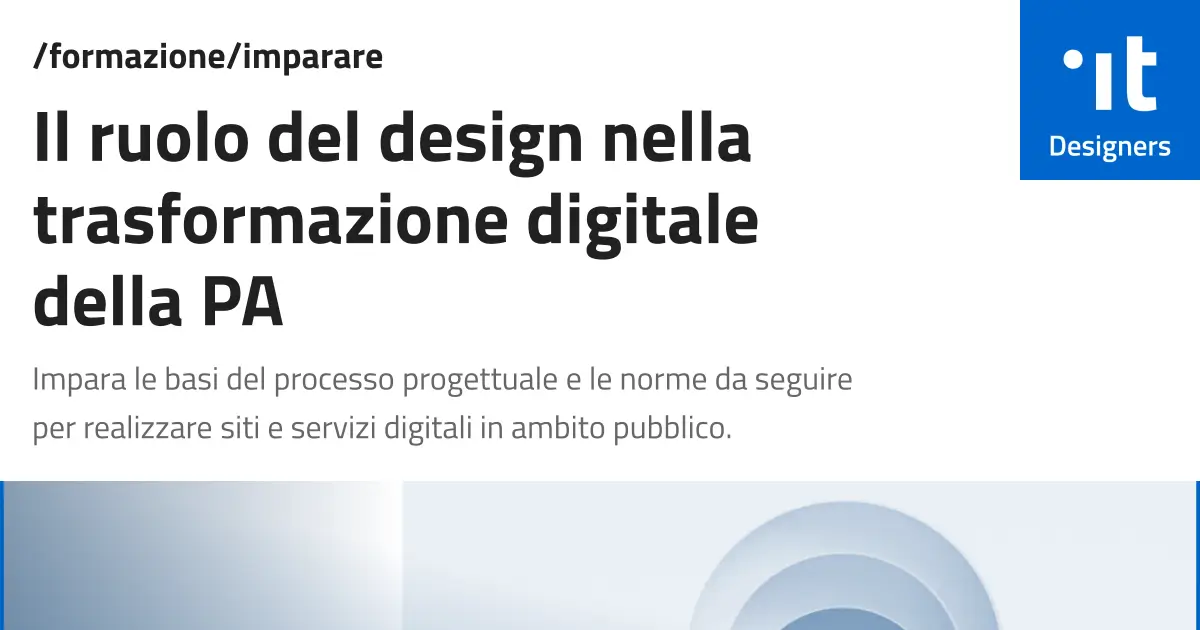 /formazione/imparare
Il ruolo del design nella
trasformazione digitale
della PA
Impara le basi del processo progettuale e le norme da seguire
per realizzare siti e servizi digitali in ambito pubblico.
it
Designers